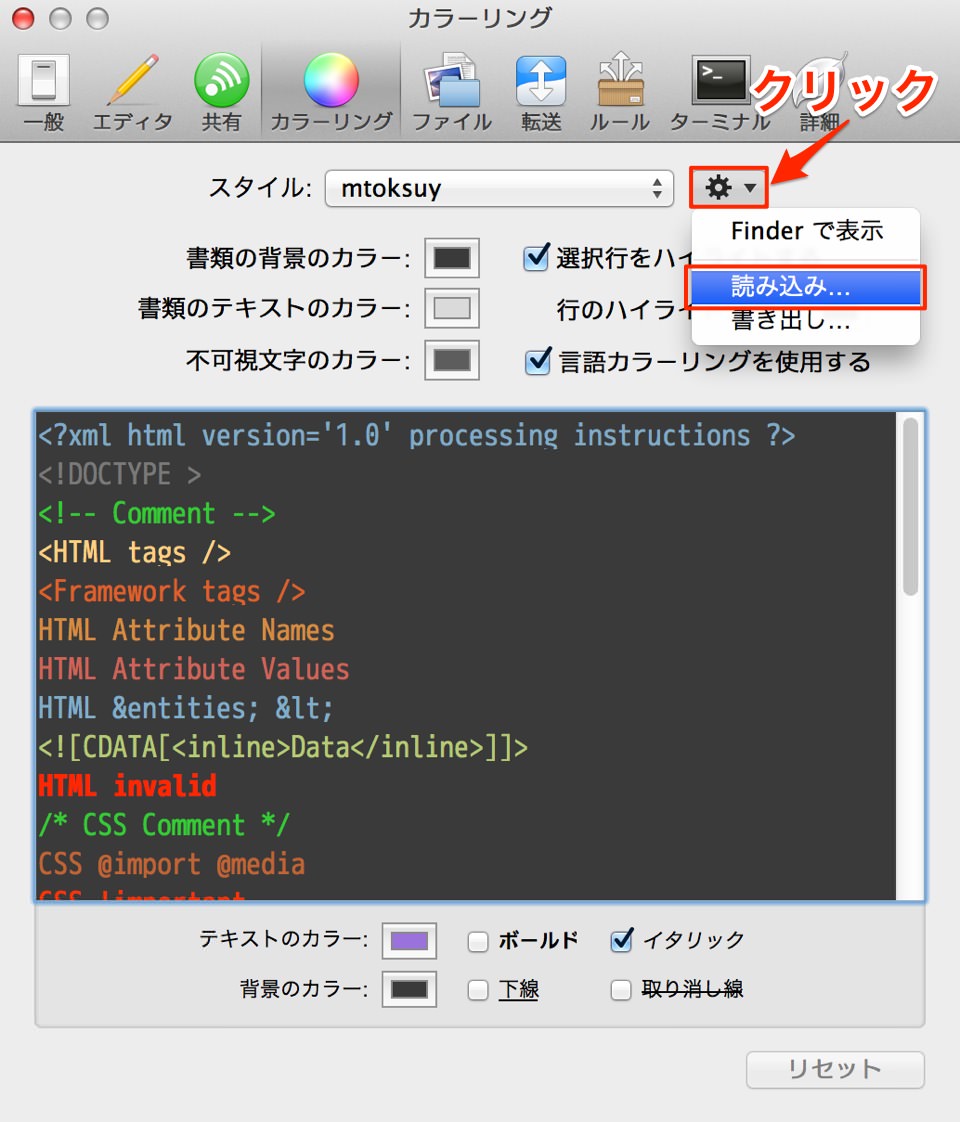 カラーリング
一般 エディタ 共有 カラーリング ファイル 転送 ルール ターミナル 詳細
クリック
スタイル: mtoksuy
Finder で表示
読み込み...
書き出し...
書類の背景のカラー: 選択行をハイ
書類のテキストのカラー: 行のハイライ
不可視文字のカラー: 言語カラーリングを使用する
<?xml html version='1.0' processing instructions ?>
<!DOCTYPE >
<!-- Comment -->
<HTML tags />
<Framework tags />
HTML Attribute Names
HTML Attribute Values
HTML &entities; &lt;
<![CDATA[<inline>Data</inline>]]>
HTML invalid
/* CSS Comment */
CSS @import @media
CSS !important
テキストのカラー: ボールド イタリック
背景のカラー: 下線 取り消し線
リセット